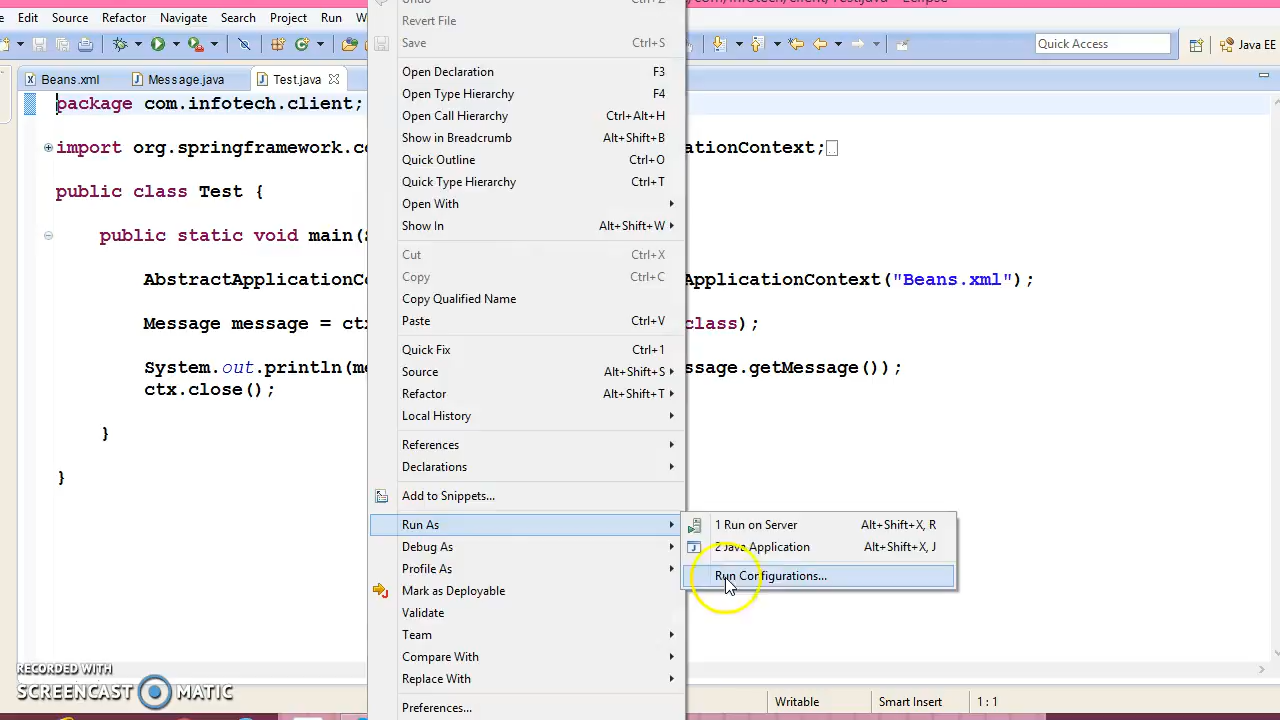 Undo Ctrl+Z
Edit Source Refactor Navigate Search Project Run
Revert File
Save Ctrl+S
Quick Access
Java EE
Beans.xml Message.java Test.java
Open Declaration F3
Open Type Hierarchy F4
package com.infotech.client;
Open Call Hierarchy Ctrl+Alt+H
Show in Breadcrumb Alt+Shift+B
import org.springframework.co
ationContext;
Quick Outline Ctrl+O
Quick Type Hierarchy Ctrl+T
public class Test {
Open With
Show In Alt+Shift+W
public static void main(
Cut Ctrl+X
Copy Ctrl+C
AbstractApplicationCo
ApplicationContext("Beans.xml");
Copy Qualified Name
Paste Ctrl+V
Message message = ctx
class);
Quick Fix Ctrl+1
Source Alt+Shift+S
System.out.println(me
ssage.getMessage());
ctx.close();
Refactor Alt+Shift+T
Local History
}
References
Declarations
}
Add to Snippets...
Run As
1 Run on Server Alt+Shift+X, R
Debug As
2 Java Application Alt+Shift+X, J
Profile As
Run Configurations...
Mark as Deployable
Validate
Team
Compare With
RECORDED WITH
Replace With
SCREENCAST MATIC
Preferences...
Writable Smart Insert 1 : 1